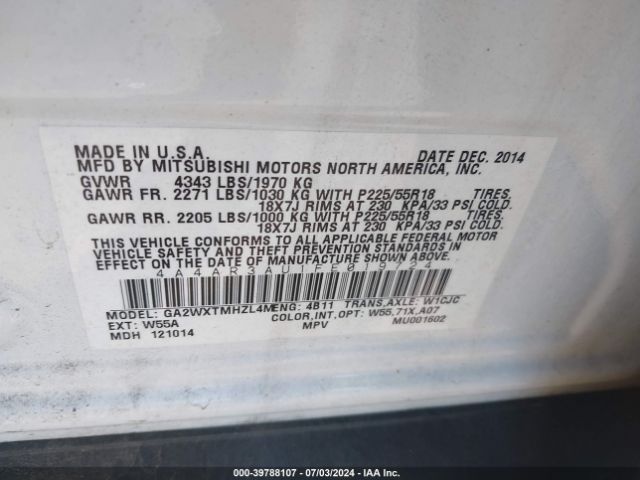 MADE IN U.S.A. DATE DEC. 2014
MFD BY MITSUBISHI MOTORS NORTH AMERICA, INC.
GVWR 4343 LBS/1970 KG
GAWR FR. 2271 LBS/1030 KG WITH P225/55R18 TIRES,
18X7J RIMS AT 230 KPA/33 PSI COLD.
GAWR RR. 2205 LBS/1000 KG WITH P225/55R18 TIRES,
18X7J RIMS AT 230 KPA/33 PSI COLD.
THIS VEHICLE CONFORMS TO ALL APPLICABLE FEDERAL MOTOR
VEHICLE SAFETY AND THEFT PREVENTION STANDARDS IN
EFFECT ON THE DATE OF MANUFACTURE SHOWN ABOVE.
4A4AR3AU1FE019724
MODEL: GA2WXTMHZL4M ENG: 4B11 TRANS,AXLE: W1CJC
EXT: W55A COLOR,INT,OPT: W55,71X,A07
MDH 121014 MPV MU001602
000-39788107 - 07/03/2024 - IAA Inc.